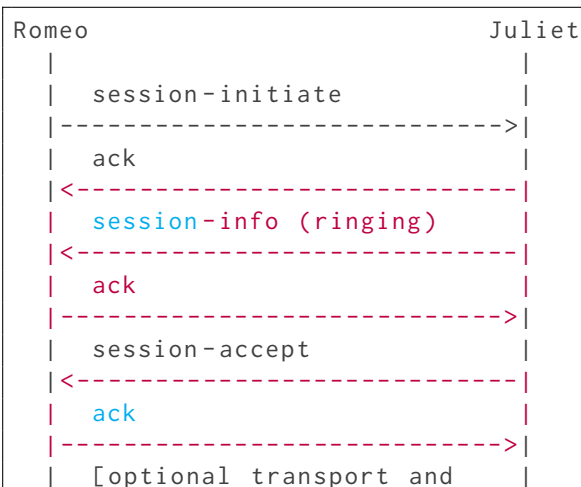 Romeo                         Juliet
  |                              |
  |  session-initiate            |
  |---------------------------->|
  |  ack                         |
  |<----------------------------|
  |  session-info (ringing)      |
  |<----------------------------|
  |  ack                         |
  |---------------------------->|
  |  session-accept              |
  |<----------------------------|
  |  ack                         |
  |---------------------------->|
  |  [optional transport and     |